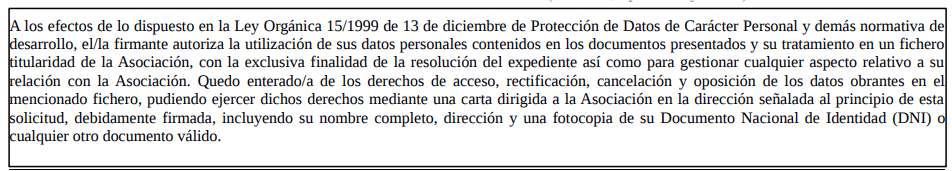 A los efectos de lo dispuesto en la Ley Orgánica 15/1999 de 13 de diciembre de Protección de Datos de Carácter Personal y demás normativa de
desarrollo, el/la firmante autoriza la utilización de sus datos personales contenidos en los documentos presentados y su tratamiento en un fichero
titularidad de la Asociación, con la exclusiva finalidad de la resolución del expediente así como para gestionar cualquier aspecto relativo a su
relación con la Asociación. Quedo enterado/a de los derechos de acceso, rectificación, cancelación y oposición de los datos obrantes en el
mencionado fichero, pudiendo ejercer dichos derechos mediante una carta dirigida a la Asociación en la dirección señalada al principio de esta
solicitud, debidamente firmada, incluyendo su nombre completo, dirección y una fotocopia de su Documento Nacional de Identidad (DNI) o
cualquier otro documento válido.